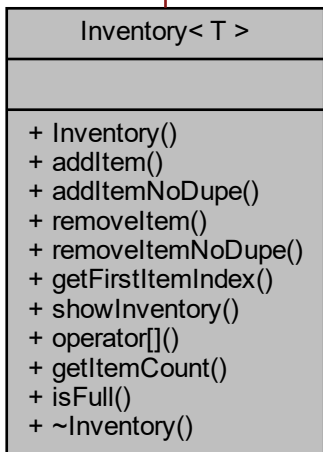 Inventory< T >
+ Inventory()
+ addItem()
+ addItemNoDupe()
+ removeItem()
+ removeItemNoDupe()
+ getFirstItemIndex()
+ showInventory()
+ operator[]()
+ getItemCount()
+ isFull()
+ ~Inventory()